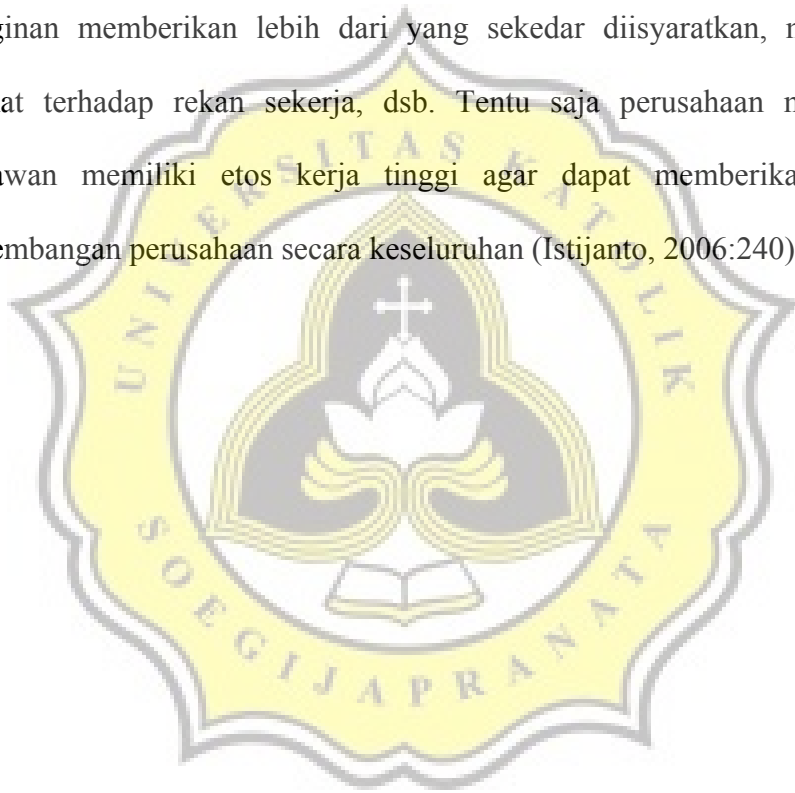 ginan memberikan lebih dari yang sekedar diisyaratkan, n
at terhadap rekan sekerja, dsb. Tentu saja perusahaan n
awan memiliki etos kerja tinggi agar dapat memberika
embangan perusahaan secara keseluruhan (Istijanto, 2006:240)
UNIVERSITAS KATOLIK
SOEGIJAPRANATA